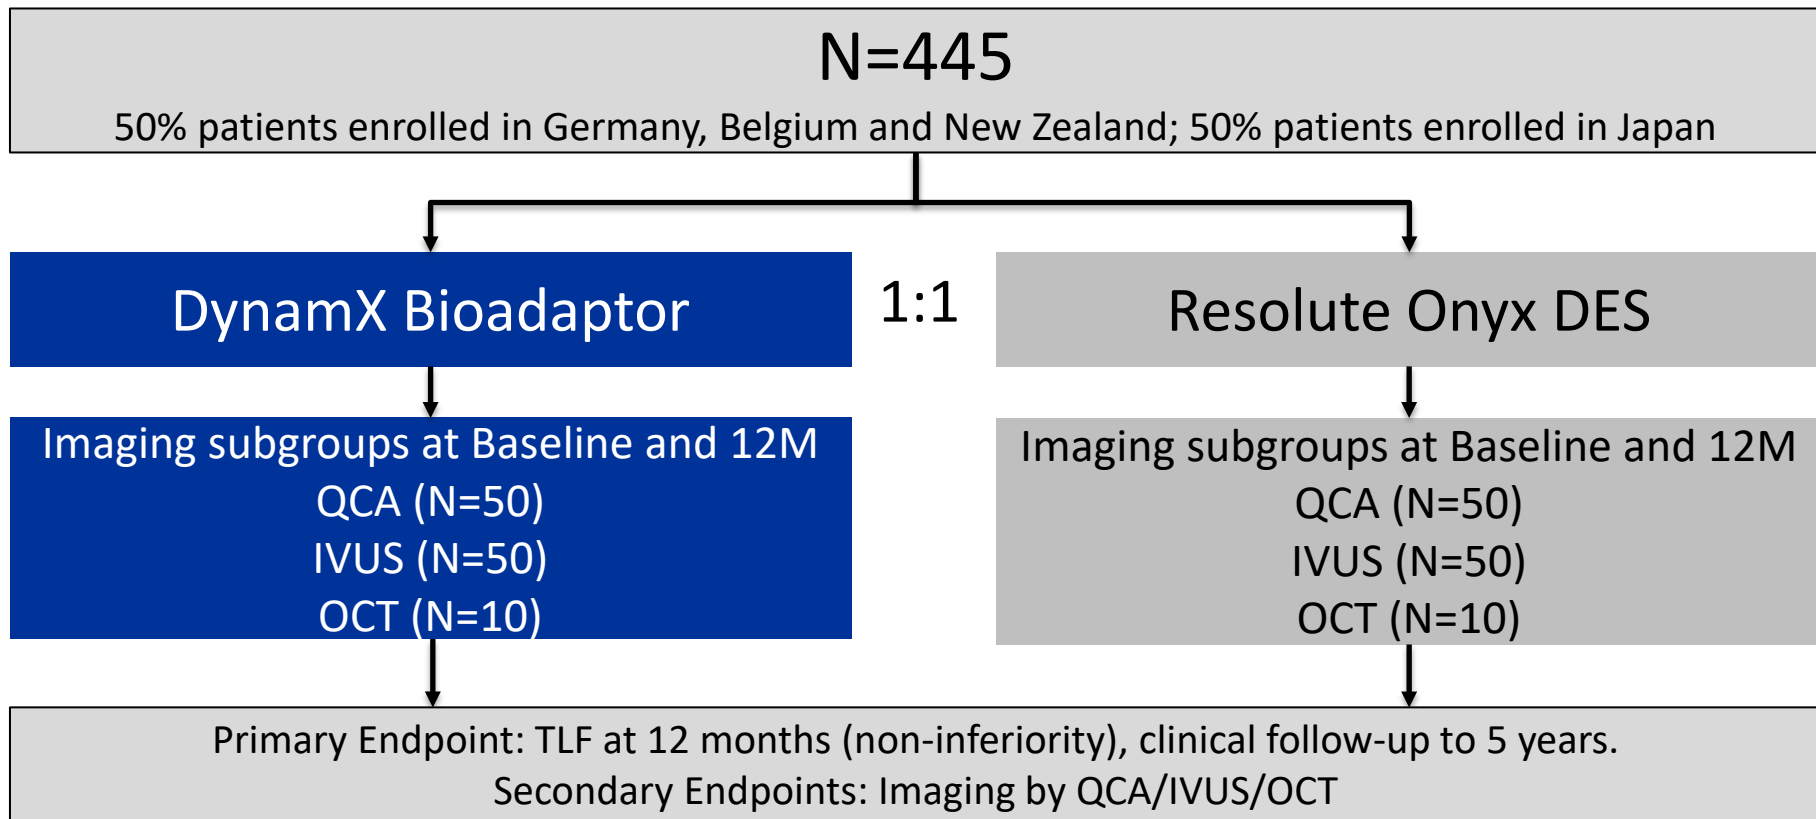 N=445
50% patients enrolled in Germany, Belgium and New Zealand; 50% patients enrolled in Japan
DynamX Bioadaptor
1:1
Resolute Onyx DES
Imaging subgroups at Baseline and 12M
QCA (N=50)
IVUS (N=50)
OCT (N=10)
Imaging subgroups at Baseline and 12M
QCA (N=50)
IVUS (N=50)
OCT (N=10)
Primary Endpoint: TLF at 12 months (non-inferiority), clinical follow-up to 5 years.
Secondary Endpoints: Imaging by QCA/IVUS/OCT